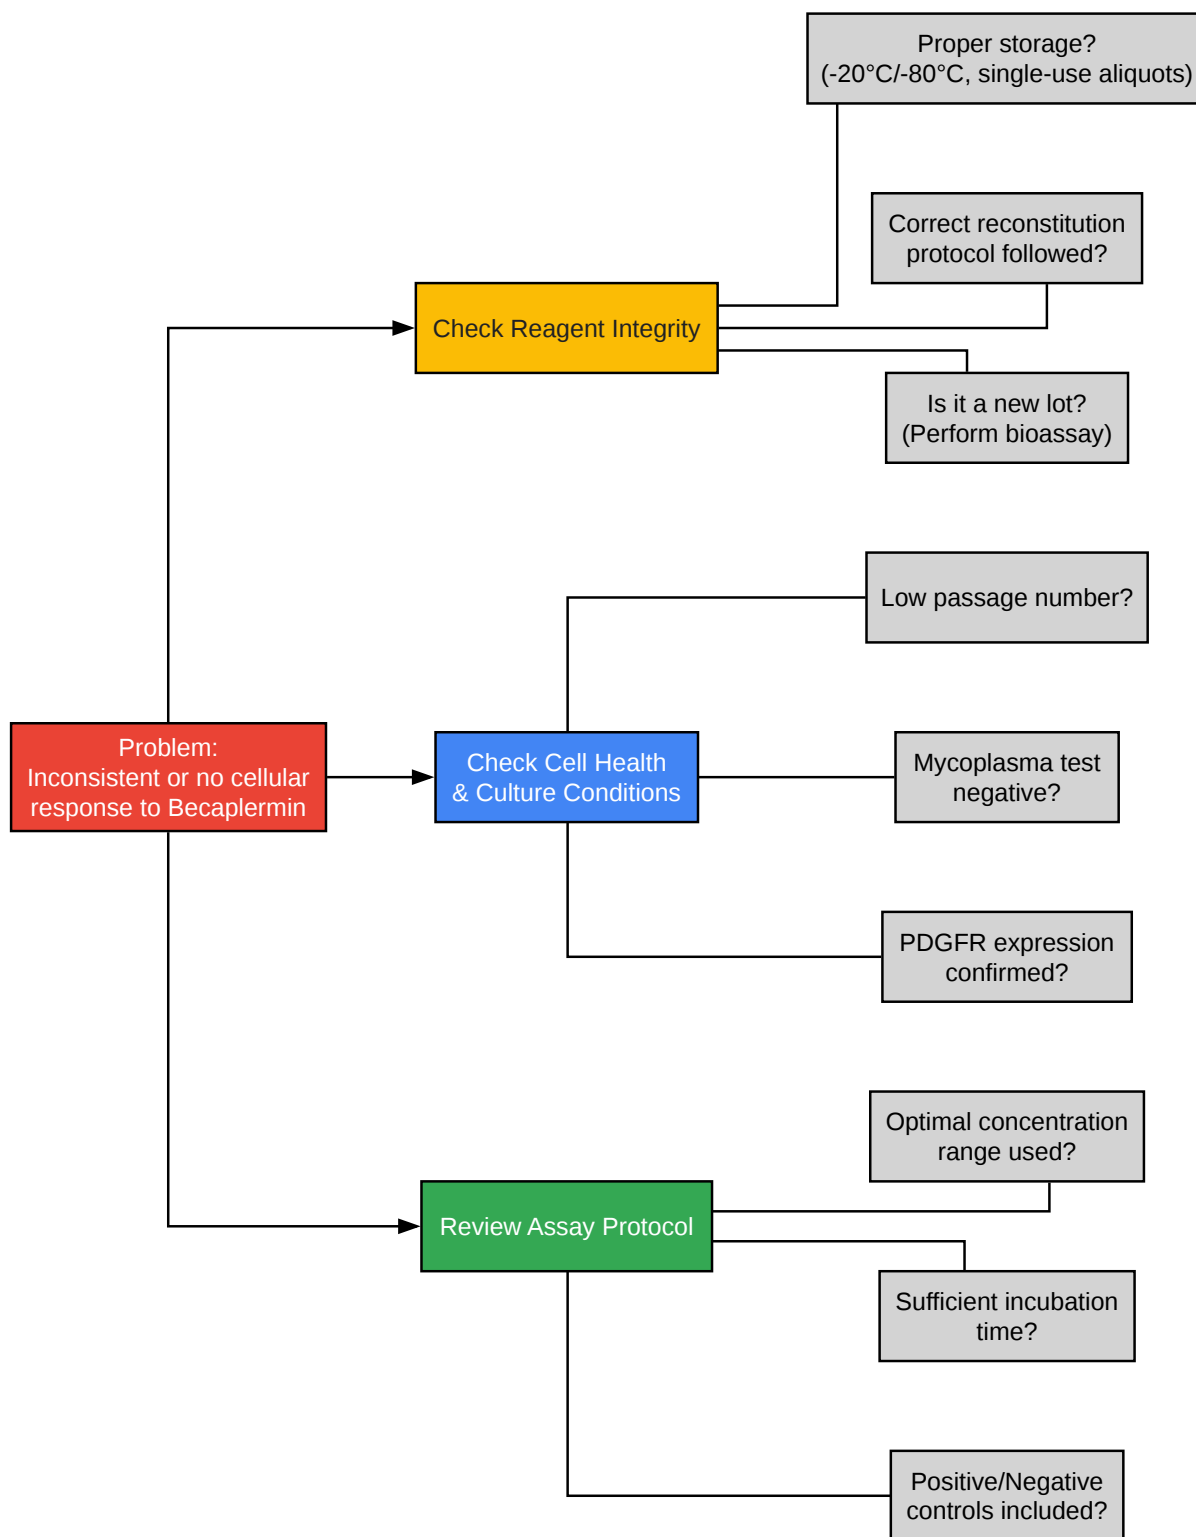 Proper storage?
(-20°C/-80°C, single-use aliquots)
Correct reconstitution
protocol followed?
Check Reagent Integrity
Is it a new lot?
(Perform bioassay)
Low passage number?
Problem:
Inconsistent or no cellular
response to Becaplermin
Check Cell Health
& Culture Conditions
Mycoplasma test
negative?
PDGFR expression
confirmed?
Optimal concentration
range used?
Review Assay Protocol
Sufficient incubation
time?
Positive/Negative
controls included?